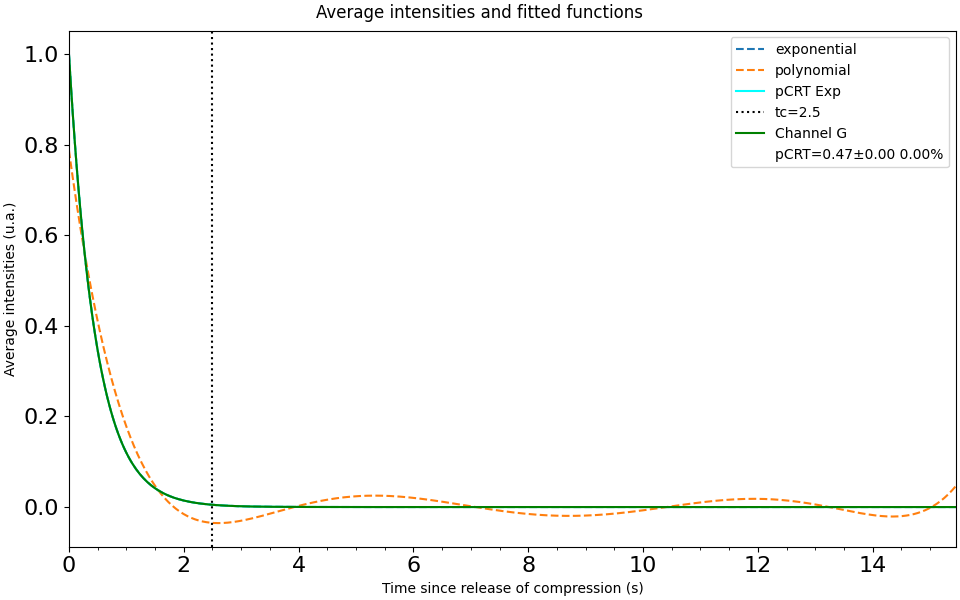 Average intensities and fitted functions
exponential
polynomial
pCRT Exp
tc=2.5
Channel G
pCRT=0.47±0.00 0.00%
Average intensities (u.a.)
1.0
0.8
0.6
0.4
0.2
0.0
0 2 4 6 8 10 12 14
Time since release of compression (s)